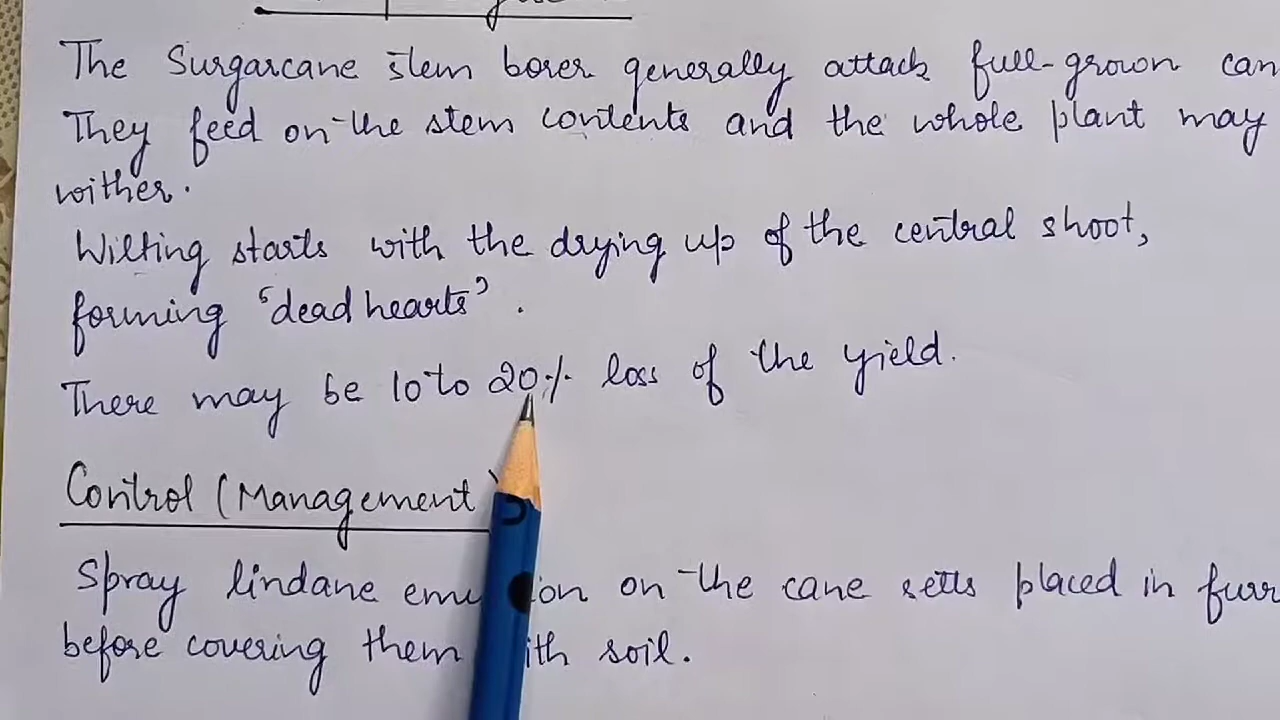 The Surgarcane stem borer generally attack full-grown can
They feed on the stem contents and the whole plant may
wither.
Wilting starts with the drying up of the central shoot,
forming 'dead hearts'.
There may be 10 to 20% loss of the yield.
Control (Management
Spray lindane on the cane setts placed in furr
before covering them soil.